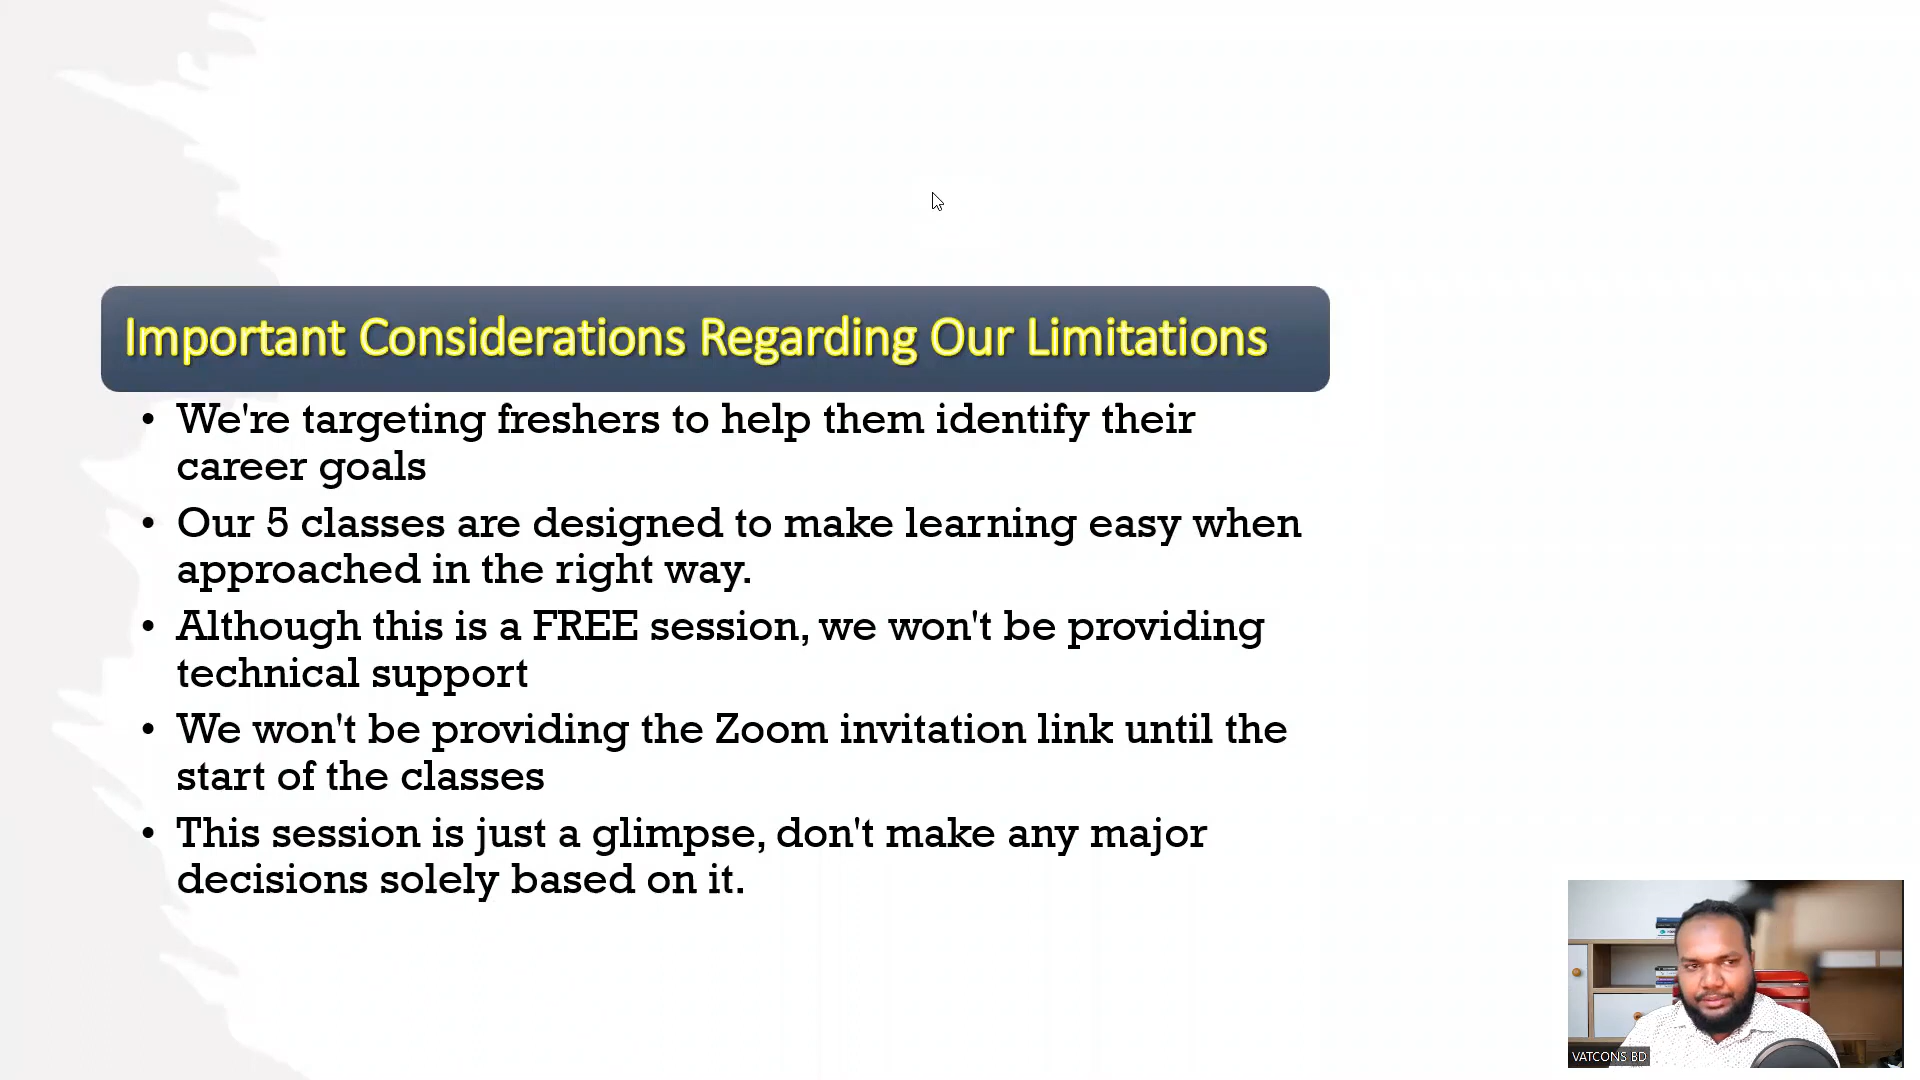 Important Considerations Regarding Our Limitations
• We're targeting freshers to help them identify their
career goals
• Our 5 classes are designed to make learning easy when
approached in the right way.
• Although this is a FREE session, we won't be providing
technical support
• We won't be providing the Zoom invitation link until the
start of the classes
• This session is just a glimpse, don't make any major
decisions solely based on it.
VATCONS BD